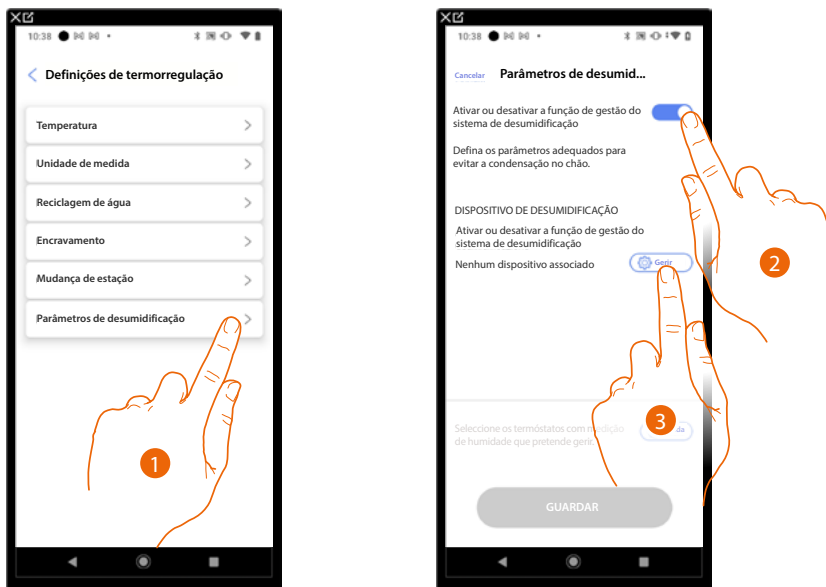 10:38
Definições de termorregulação
Temperatura
Unidade de medida
Reciclagem de água
Encravamento
Mudança de estação
Parâmetros de desumidificação
1
10:38
Cancelar
Parâmetros de desumid...
Ativar ou desativar a função de gestão do
sistema de desumidificação
Defina os parâmetros adequados para
evitar a condensação no chão.
DISPOSITIVO DE DESUMIDIFICAÇÃO
Ativar ou desativar a função de gestão do
sistema de desumidificação
Nenhum dispositivo associado
Gerir
2
Seleccione os termóstatos com medição
de humidade que pretende gerir.
3
GUARDAR